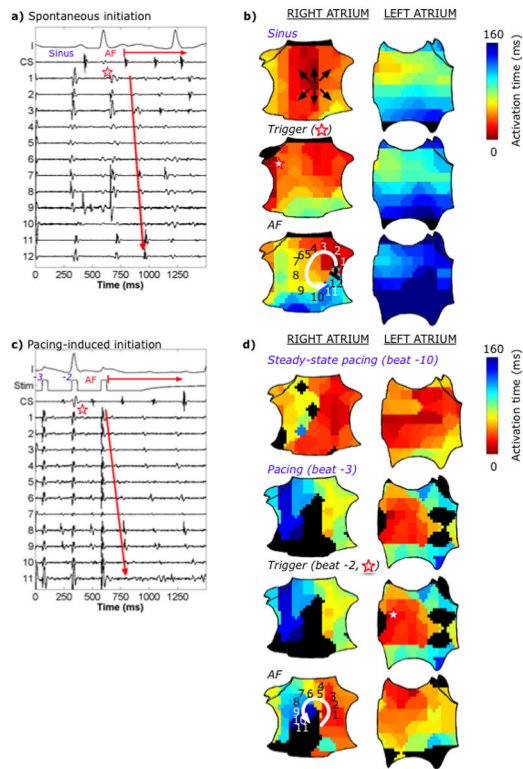 a) Spontaneous initiation
I
Sinus AF
CS
1
2
3
4
5
6
7
8
9
10
11
12
0 500 750 1000 1500
Time (ms)
b) RIGHT ATRIUM LEFT ATRIUM
Sinus
160
Activation time (ms)
0
Trigger (☆)
AF
1
2
3
4
5
6
7
8
9
10
11
12
c) Pacing-induced initiation
I
-3 -2 AF
Stim
CS
1
2
3
4
5
6
7
8
9
10
11
0 250 500 750 1000 1500
Time (ms)
d) RIGHT ATRIUM LEFT ATRIUM
Steady-state pacing (beat -10)
160
Activation time (ms)
0
Pacing (beat -3)
Trigger (beat -2, ☆)
AF
1
2
3
4
5
6
7
8
9
10
11